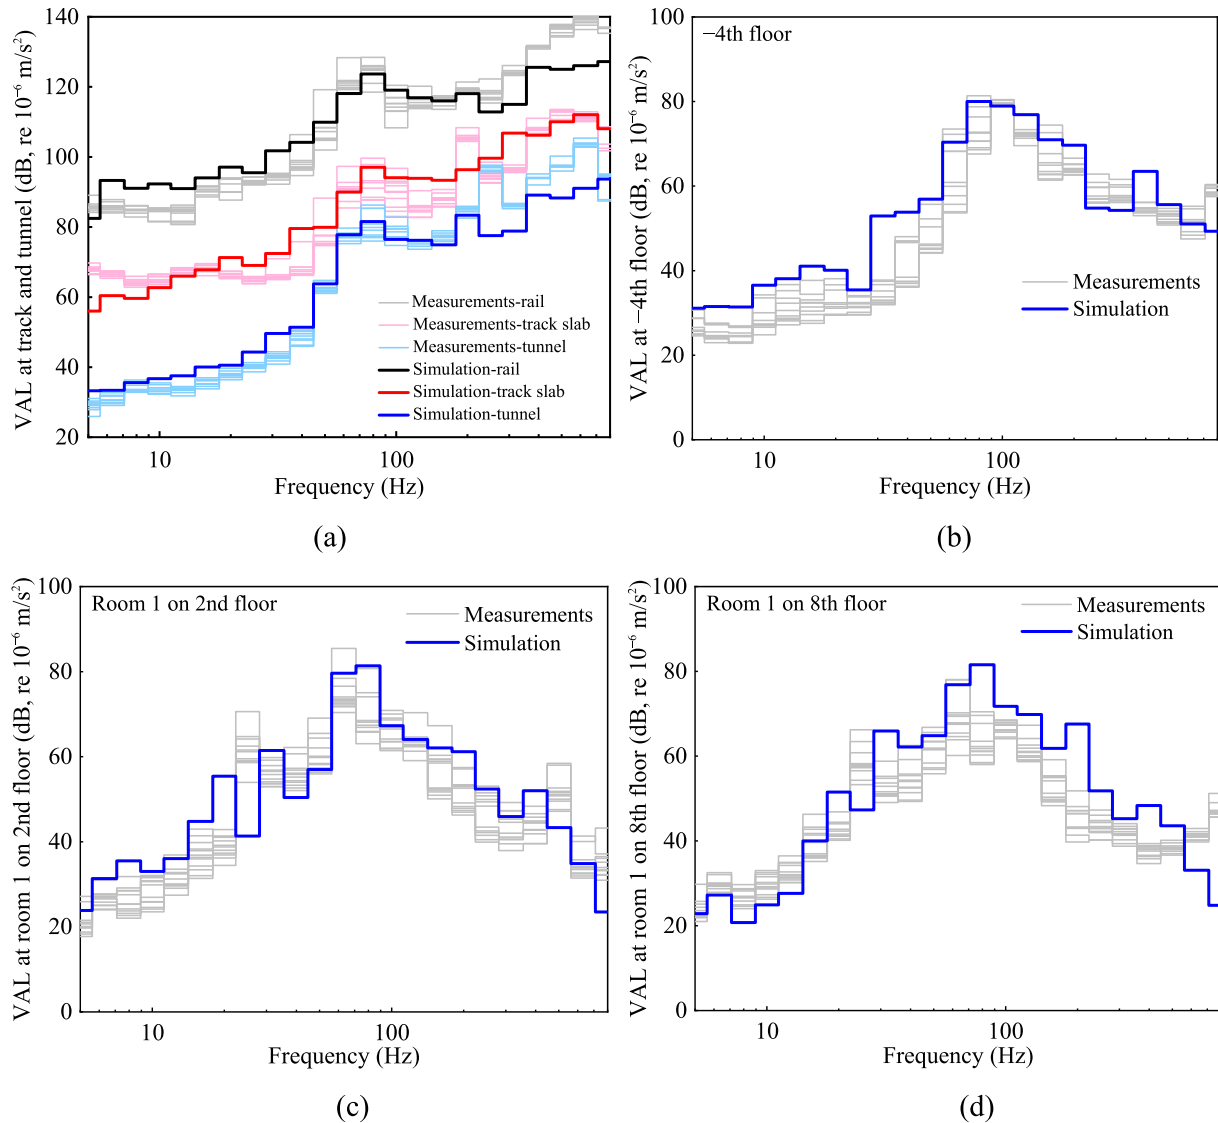 VAL at track and tunnel (dB, re 10⁻⁶ m/s²)
140
120
100
80
60
40
20
Measurements-rail
Measurements-track slab
Measurements-tunnel
Simulation-rail
Simulation-track slab
Simulation-tunnel
10
100
Frequency (Hz)
(a)
VAL at −4th floor (dB, re 10⁻⁶ m/s²)
100
80
60
40
20
0
−4th floor
Measurements
Simulation
10
100
Frequency (Hz)
(b)
VAL at room 1 on 2nd floor (dB, re 10⁻⁶ m/s²)
100
80
60
40
20
0
Room 1 on 2nd floor
Measurements
Simulation
10
100
Frequency (Hz)
(c)
VAL at room 1 on 8th floor (dB, re 10⁻⁶ m/s²)
100
80
60
40
20
0
Room 1 on 8th floor
Measurements
Simulation
10
100
Frequency (Hz)
(d)